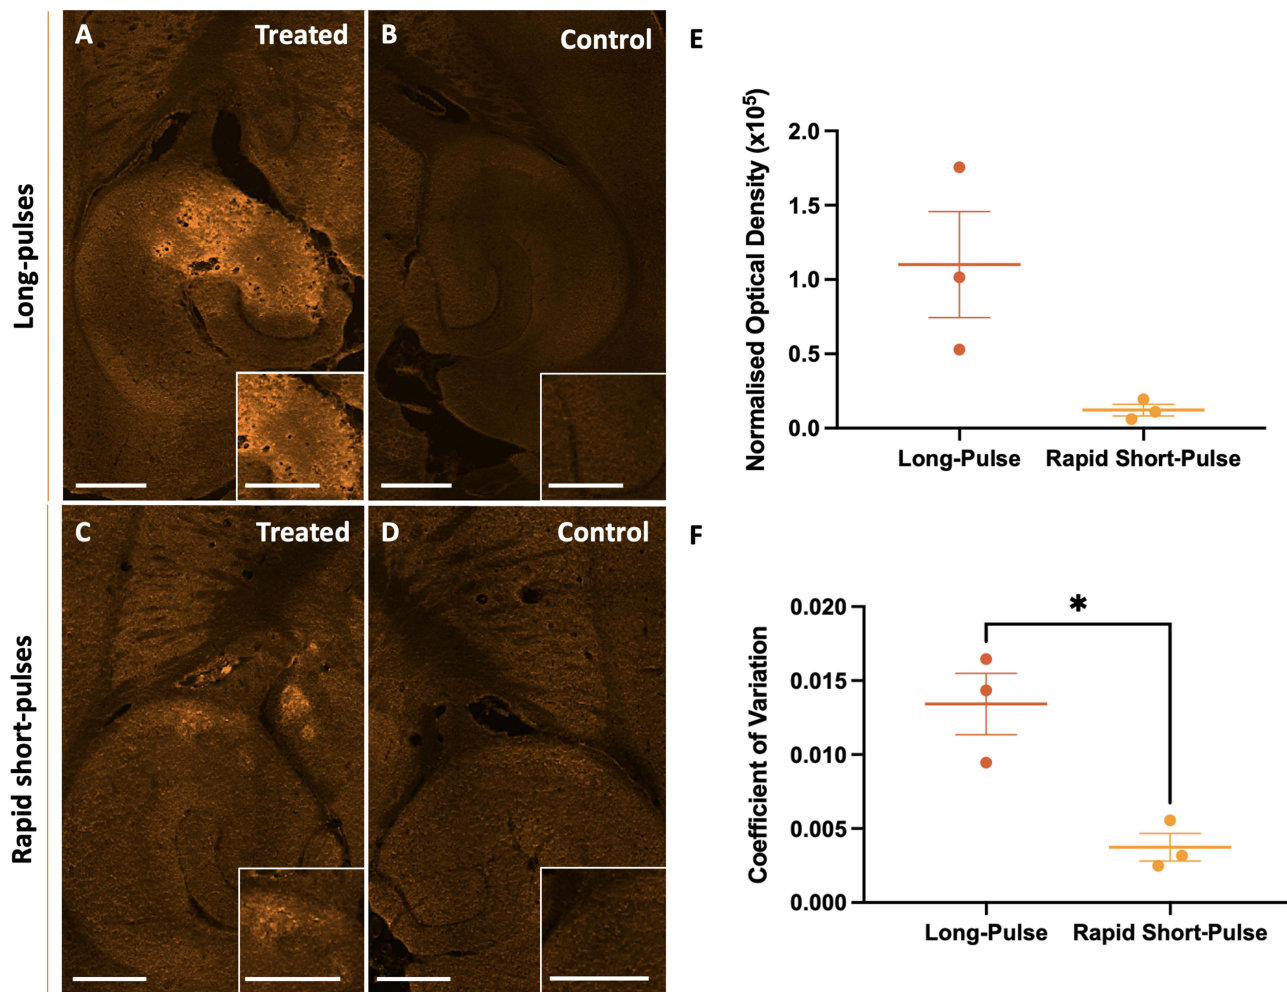 Long-pulses
A
Treated
B
Control
Rapid short-pulses
C
Treated
D
Control
E
Normalised Optical Density (x10⁵)
2.0
1.5
1.0
0.5
0.0
Long-Pulse
Rapid Short-Pulse
F
Coefficient of Variation
0.020
0.015
0.010
0.005
0.000
*
Long-Pulse
Rapid Short-Pulse